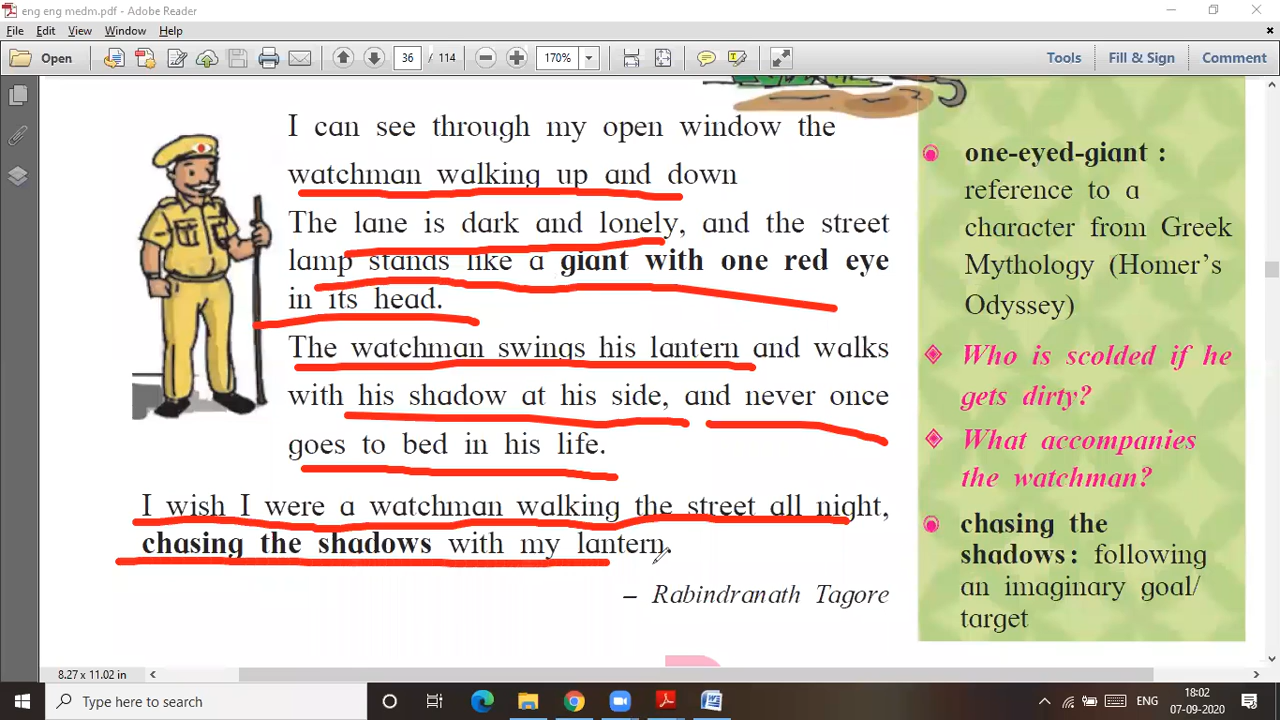 eng eng medm.pdf - Adobe Reader
File Edit View Window Help
Open 36 / 114 170% Tools Fill & Sign Comment
I can see through my open window the
watchman walking up and down
The lane is dark and lonely, and the street
lamp stands like a giant with one red eye
in its head.
The watchman swings his lantern and walks
with his shadow at his side, and never once
goes to bed in his life.
I wish I were a watchman walking the street all night,
chasing the shadows with my lantern.
– Rabindranath Tagore
one-eyed-giant :
reference to a
character from Greek
Mythology (Homer's
Odyssey)
Who is scolded if he
gets dirty?
What accompanies
the watchman?
chasing the
shadows : following
an imaginary goal/
target
8.27 x 11.02 in
Type here to search
ENG
18:02
07-09-2020